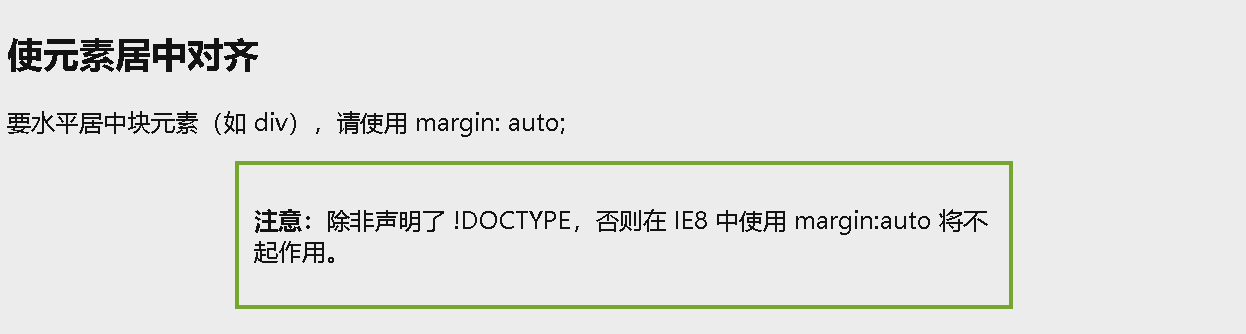 使元素居中对齐
要水平居中块元素（如 div），请使用 margin: auto;
注意：除非声明了 !DOCTYPE，否则在 IE8 中使用 margin:auto 将不
起作用。